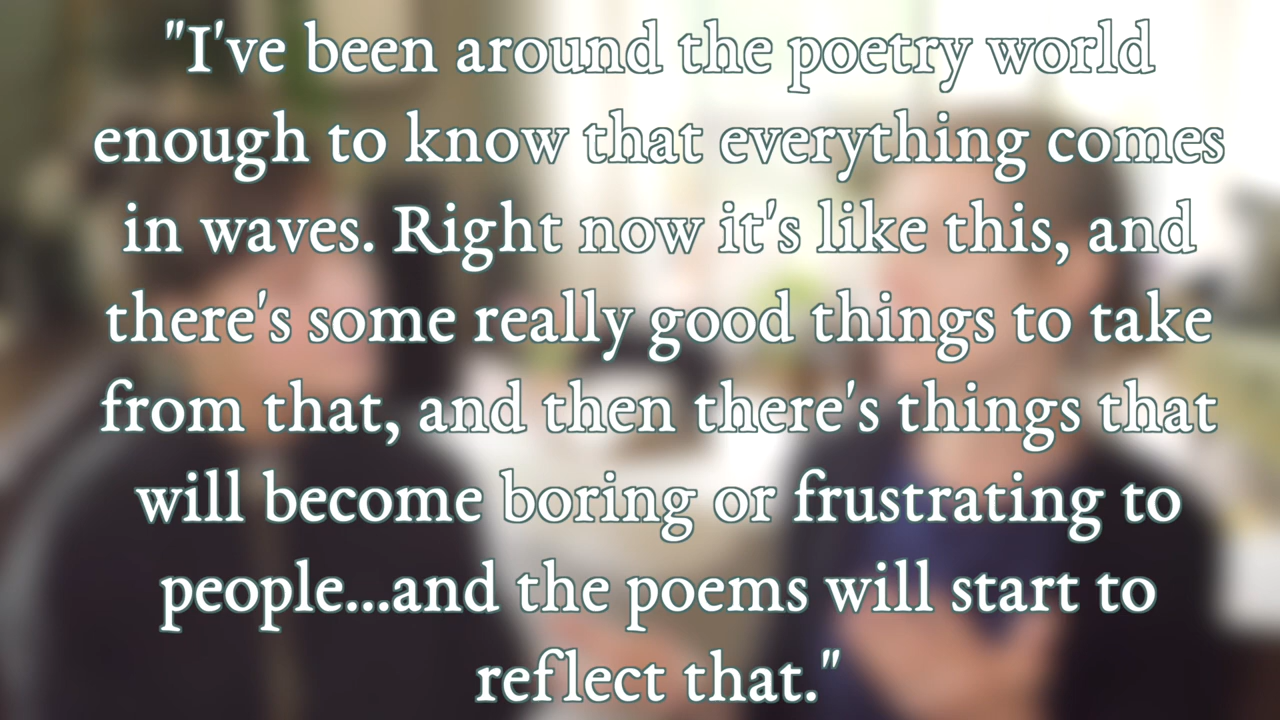 "I've been around the poetry world
enough to know that everything comes
in waves. Right now it's like this, and
there's some really good things to take
from that, and then there's things that
will become boring or frustrating to
people...and the poems will start to
reflect that."